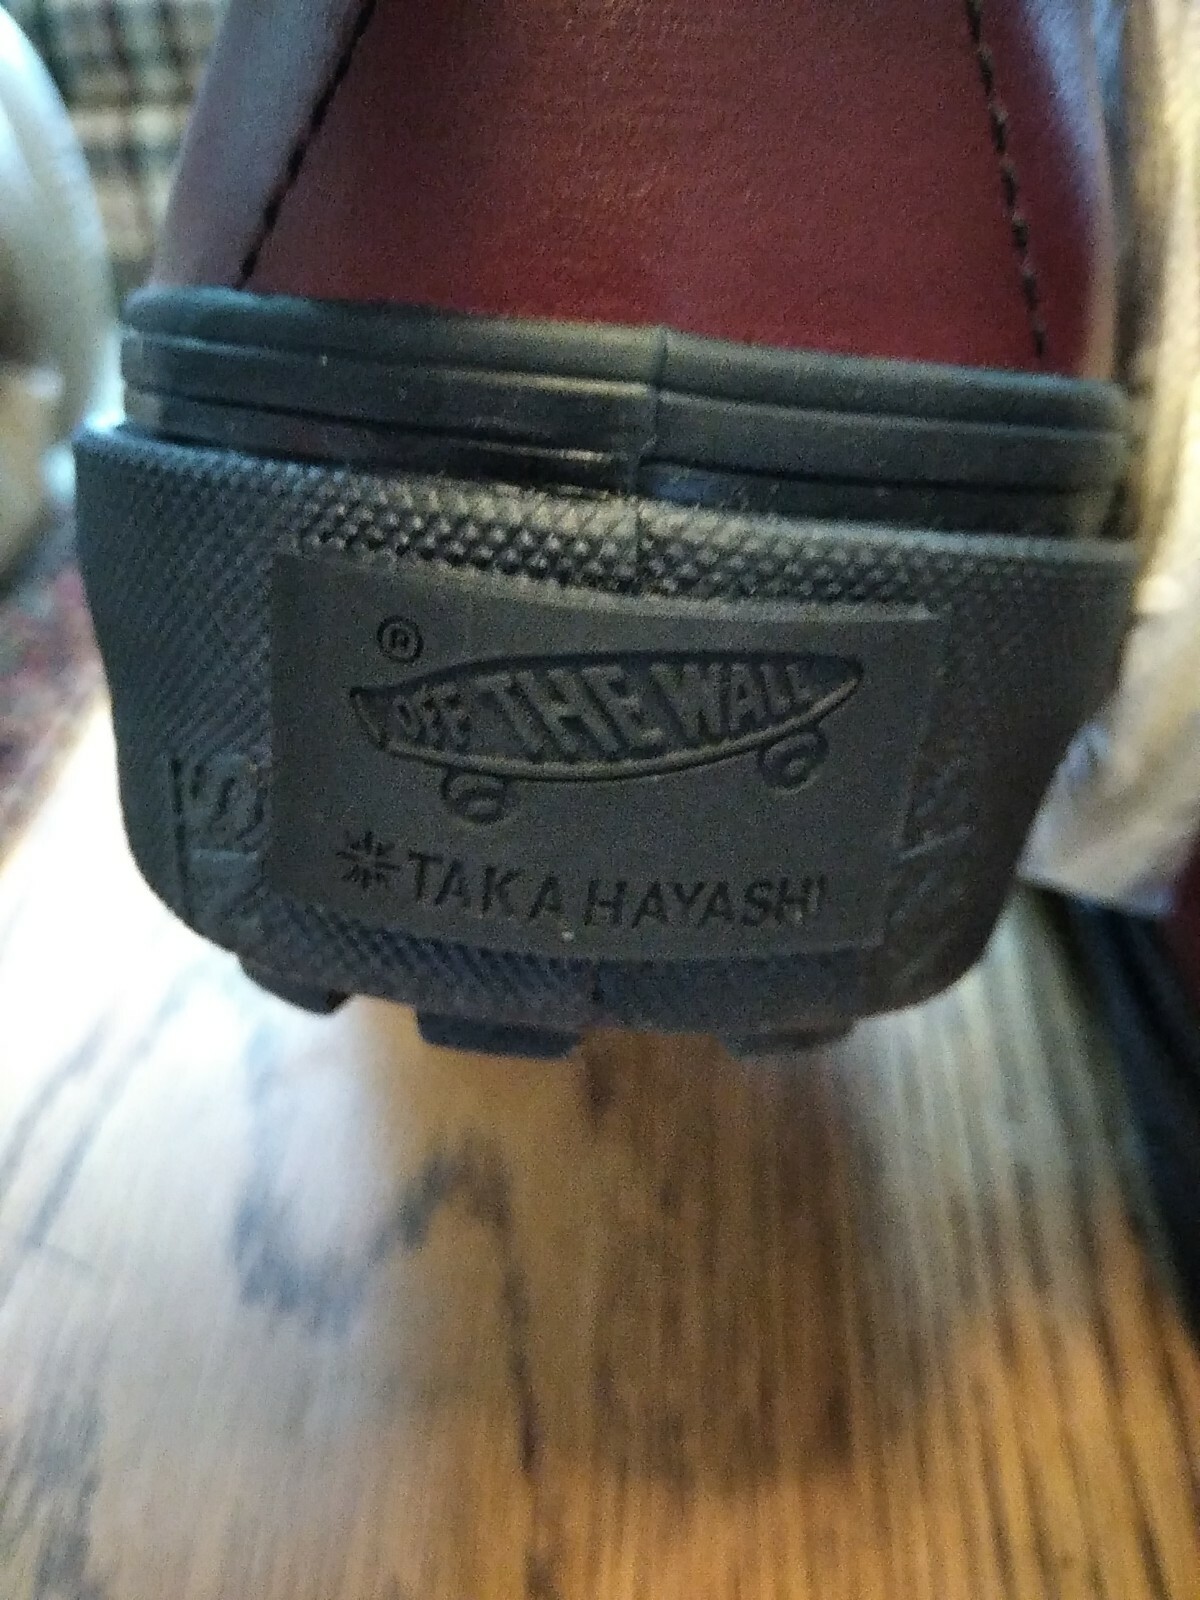 ®
OFF THE WALL
TAKA HAYASHI